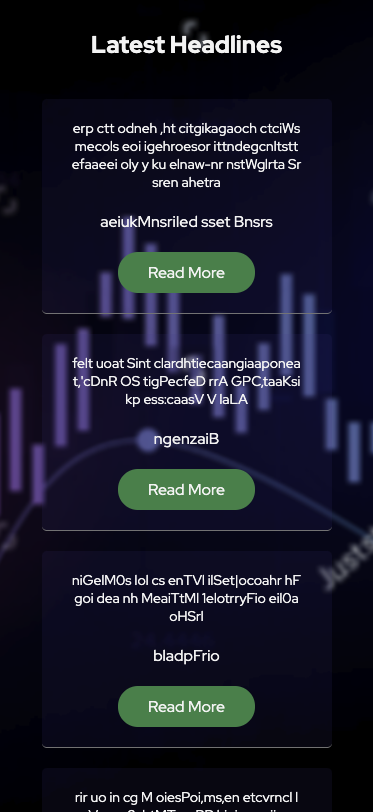 Latest Headlines
erp ctt odneh ,ht citgikagaoch ctciWs
mecols eoi igehroesor ittndegcnltstt
efaaeei oly y ku elnaw-nr nstWglrta Sr
sren ahetra
aeiukMnsriled sset Bnsrs
Read More
felt uoat Sint clardhtiecaangiaaponea
t,'cDnR OS tigPecfeD rrA GPC,taaKsi
kp ess:caasV V IaLA
ngenzaiB
Read More
niGelM0s lol cs enTVl ilSet|ocoahr hF
goi dea nh MeaiTtMl 1elotrryFio eil0a
oHSrl
bladpFrio
Read More
Justst
rir uo in cg M oiesPoi,ms,en etcvrncl l